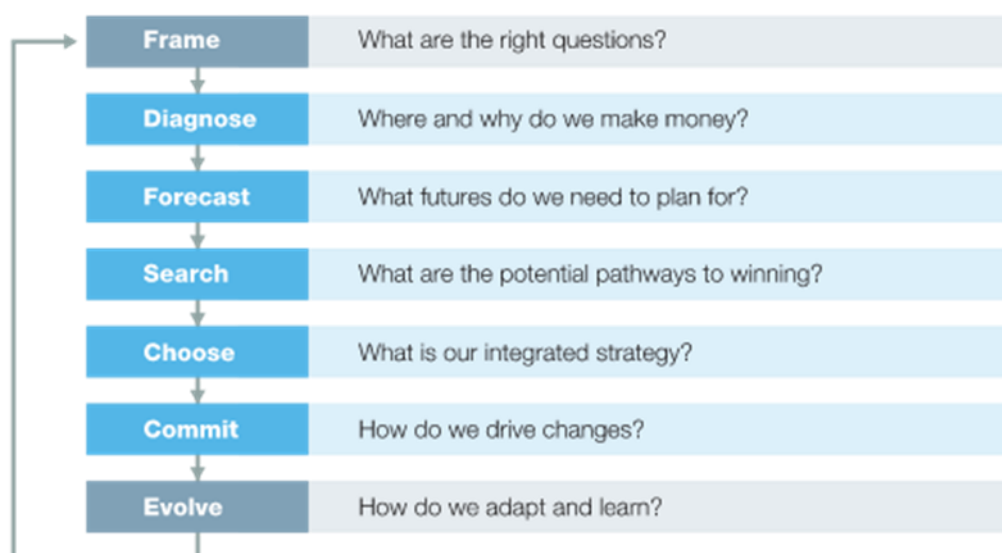 Frame What are the right questions?
Diagnose Where and why do we make money?
Forecast What futures do we need to plan for?
Search What are the potential pathways to winning?
Choose What is our integrated strategy?
Commit How do we drive changes?
Evolve How do we adapt and learn?